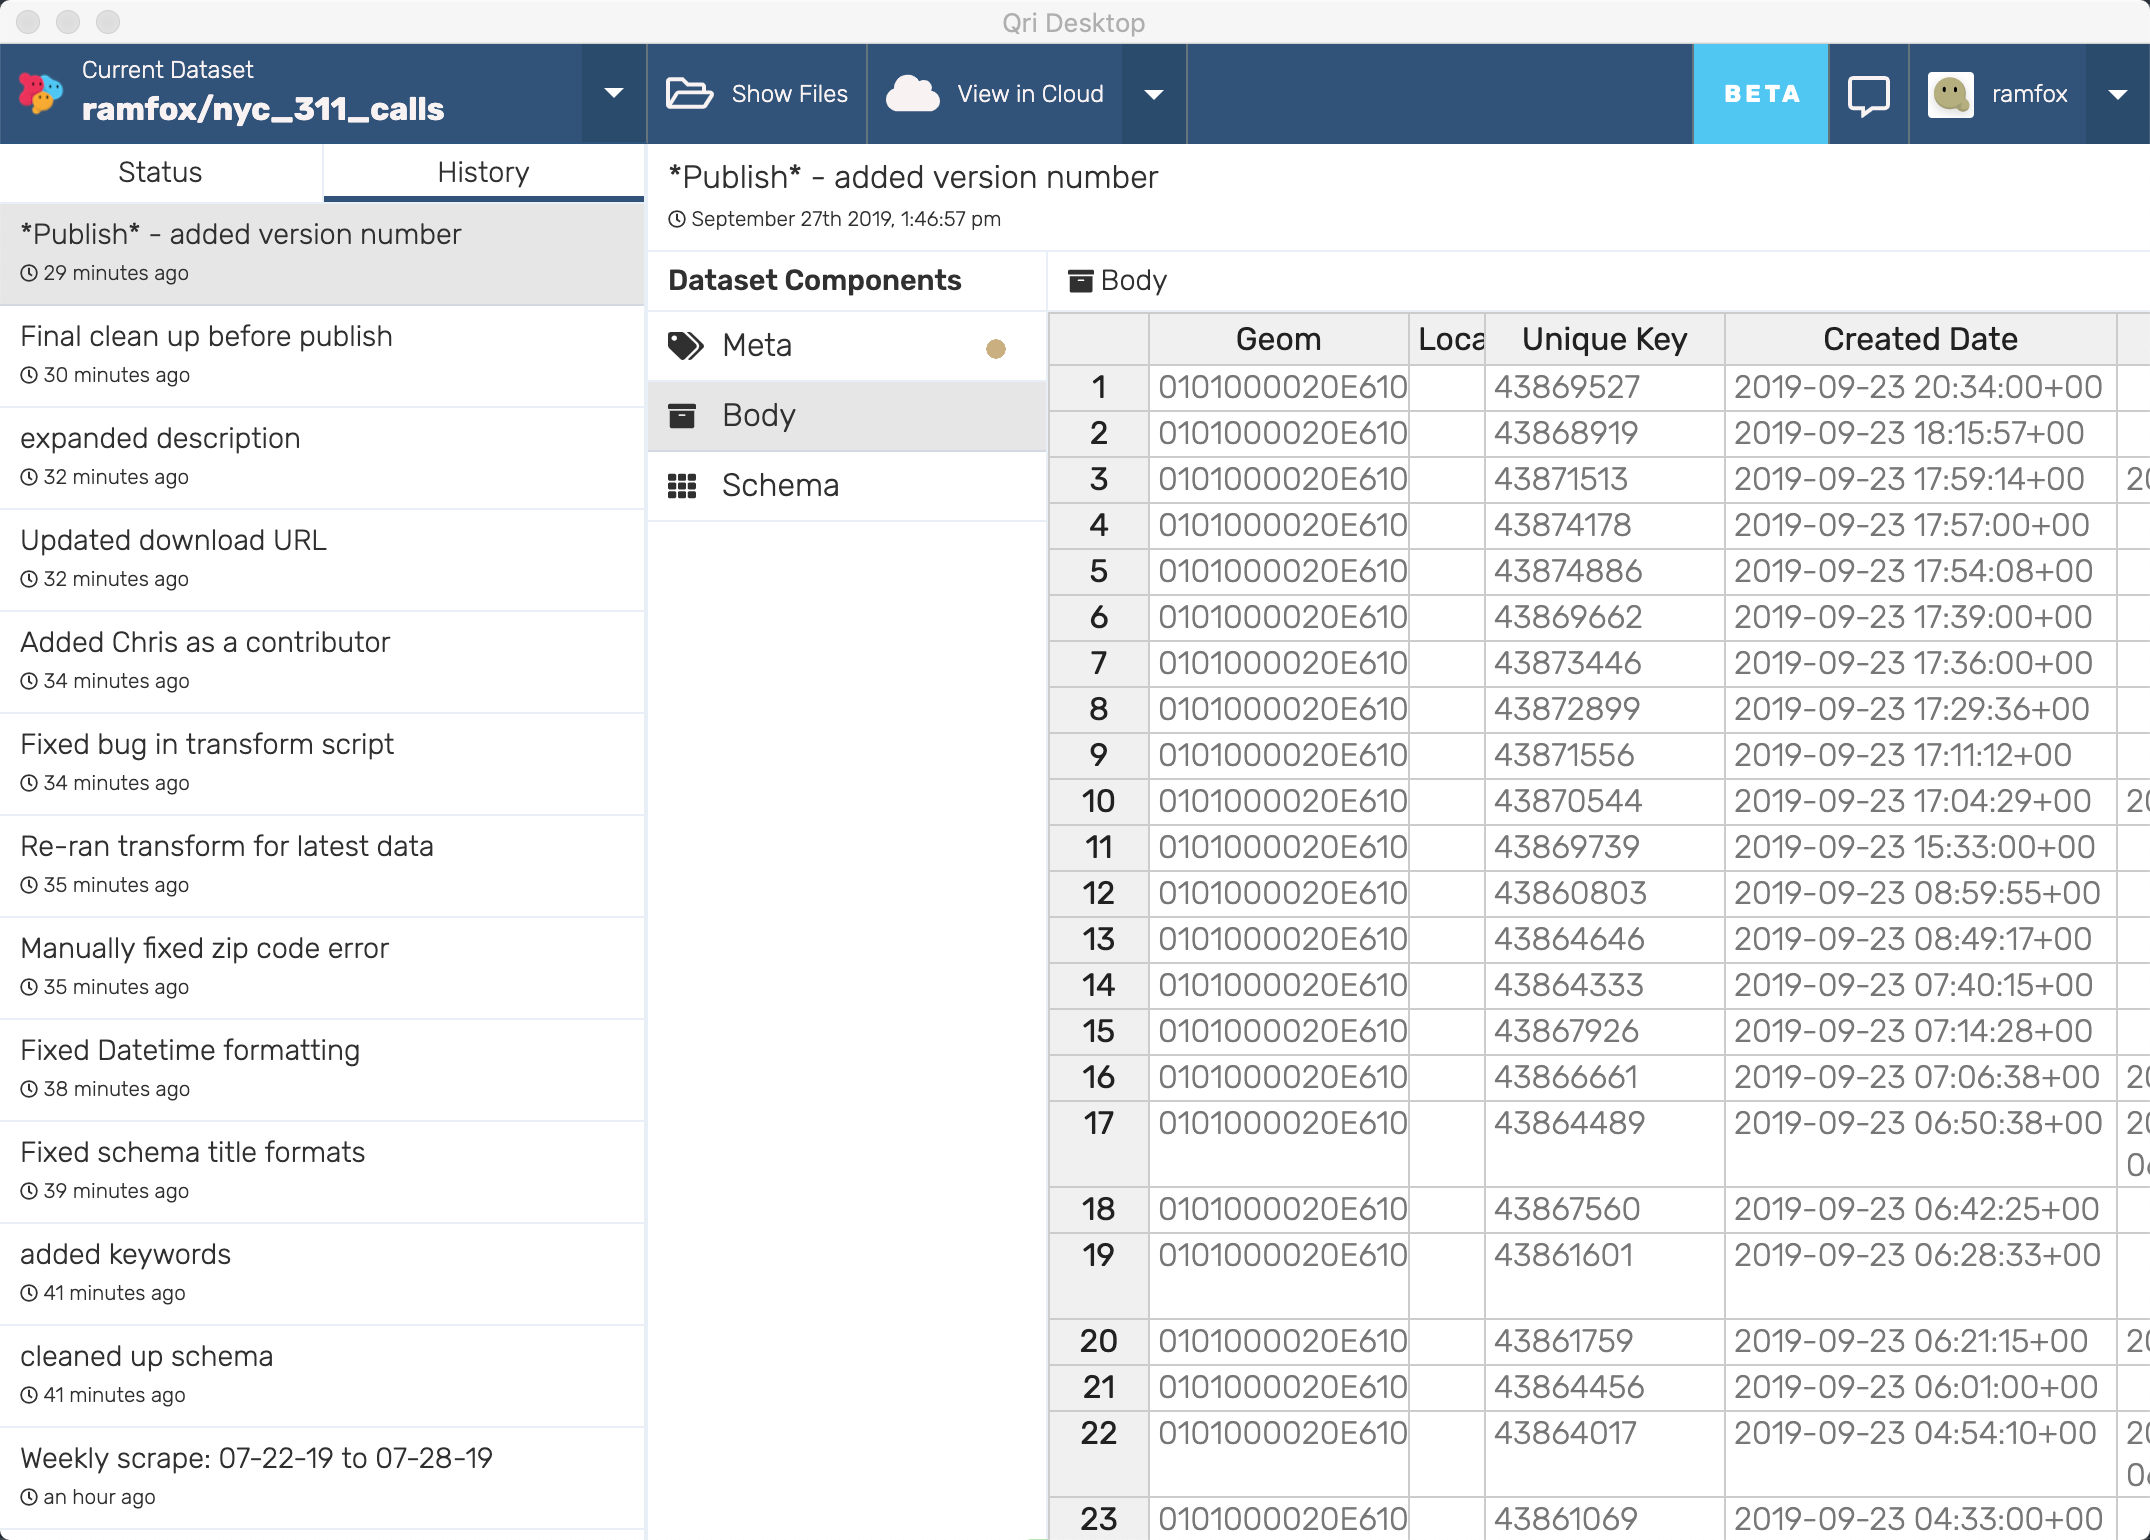 Qri Desktop
Current Dataset
ramfox/nyc_311_calls
Show Files
View in Cloud
BETA
ramfox
Status
History
*Publish* - added version number
29 minutes ago
Final clean up before publish
30 minutes ago
expanded description
32 minutes ago
Updated download URL
32 minutes ago
Added Chris as a contributor
34 minutes ago
Fixed bug in transform script
34 minutes ago
Re-ran transform for latest data
35 minutes ago
Manually fixed zip code error
35 minutes ago
Fixed Datetime formatting
38 minutes ago
Fixed schema title formats
39 minutes ago
added keywords
41 minutes ago
cleaned up schema
41 minutes ago
Weekly scrape: 07-22-19 to 07-28-19
an hour ago
*Publish* - added version number
September 27th 2019, 1:46:57 pm
Dataset Components
Meta
Body
Schema
Body
Geom Loca Unique Key Created Date
1 0101000020E610 43869527 2019-09-23 20:34:00+00
2 0101000020E610 43868919 2019-09-23 18:15:57+00
3 0101000020E610 43871513 2019-09-23 17:59:14+00 20
4 0101000020E610 43874178 2019-09-23 17:57:00+00
5 0101000020E610 43874886 2019-09-23 17:54:08+00
6 0101000020E610 43869662 2019-09-23 17:39:00+00
7 0101000020E610 43873446 2019-09-23 17:36:00+00
8 0101000020E610 43872899 2019-09-23 17:29:36+00
9 0101000020E610 43871556 2019-09-23 17:11:12+00
10 0101000020E610 43870544 2019-09-23 17:04:29+00 20
11 0101000020E610 43869739 2019-09-23 15:33:00+00
12 0101000020E610 43860803 2019-09-23 08:59:55+00
13 0101000020E610 43864646 2019-09-23 08:49:17+00
14 0101000020E610 43864333 2019-09-23 07:40:15+00
15 0101000020E610 43867926 2019-09-23 07:14:28+00
16 0101000020E610 43866661 2019-09-23 07:06:38+00 20
17 0101000020E610 43864489 2019-09-23 06:50:38+00 20
06
18 0101000020E610 43867560 2019-09-23 06:42:25+00
19 0101000020E610 43861601 2019-09-23 06:28:33+00
20 0101000020E610 43861759 2019-09-23 06:21:15+00 20
21 0101000020E610 43864456 2019-09-23 06:01:00+00
22 0101000020E610 43864017 2019-09-23 04:54:10+00 20
06
23 0101000020E610 43861069 2019-09-23 04:33:00+00